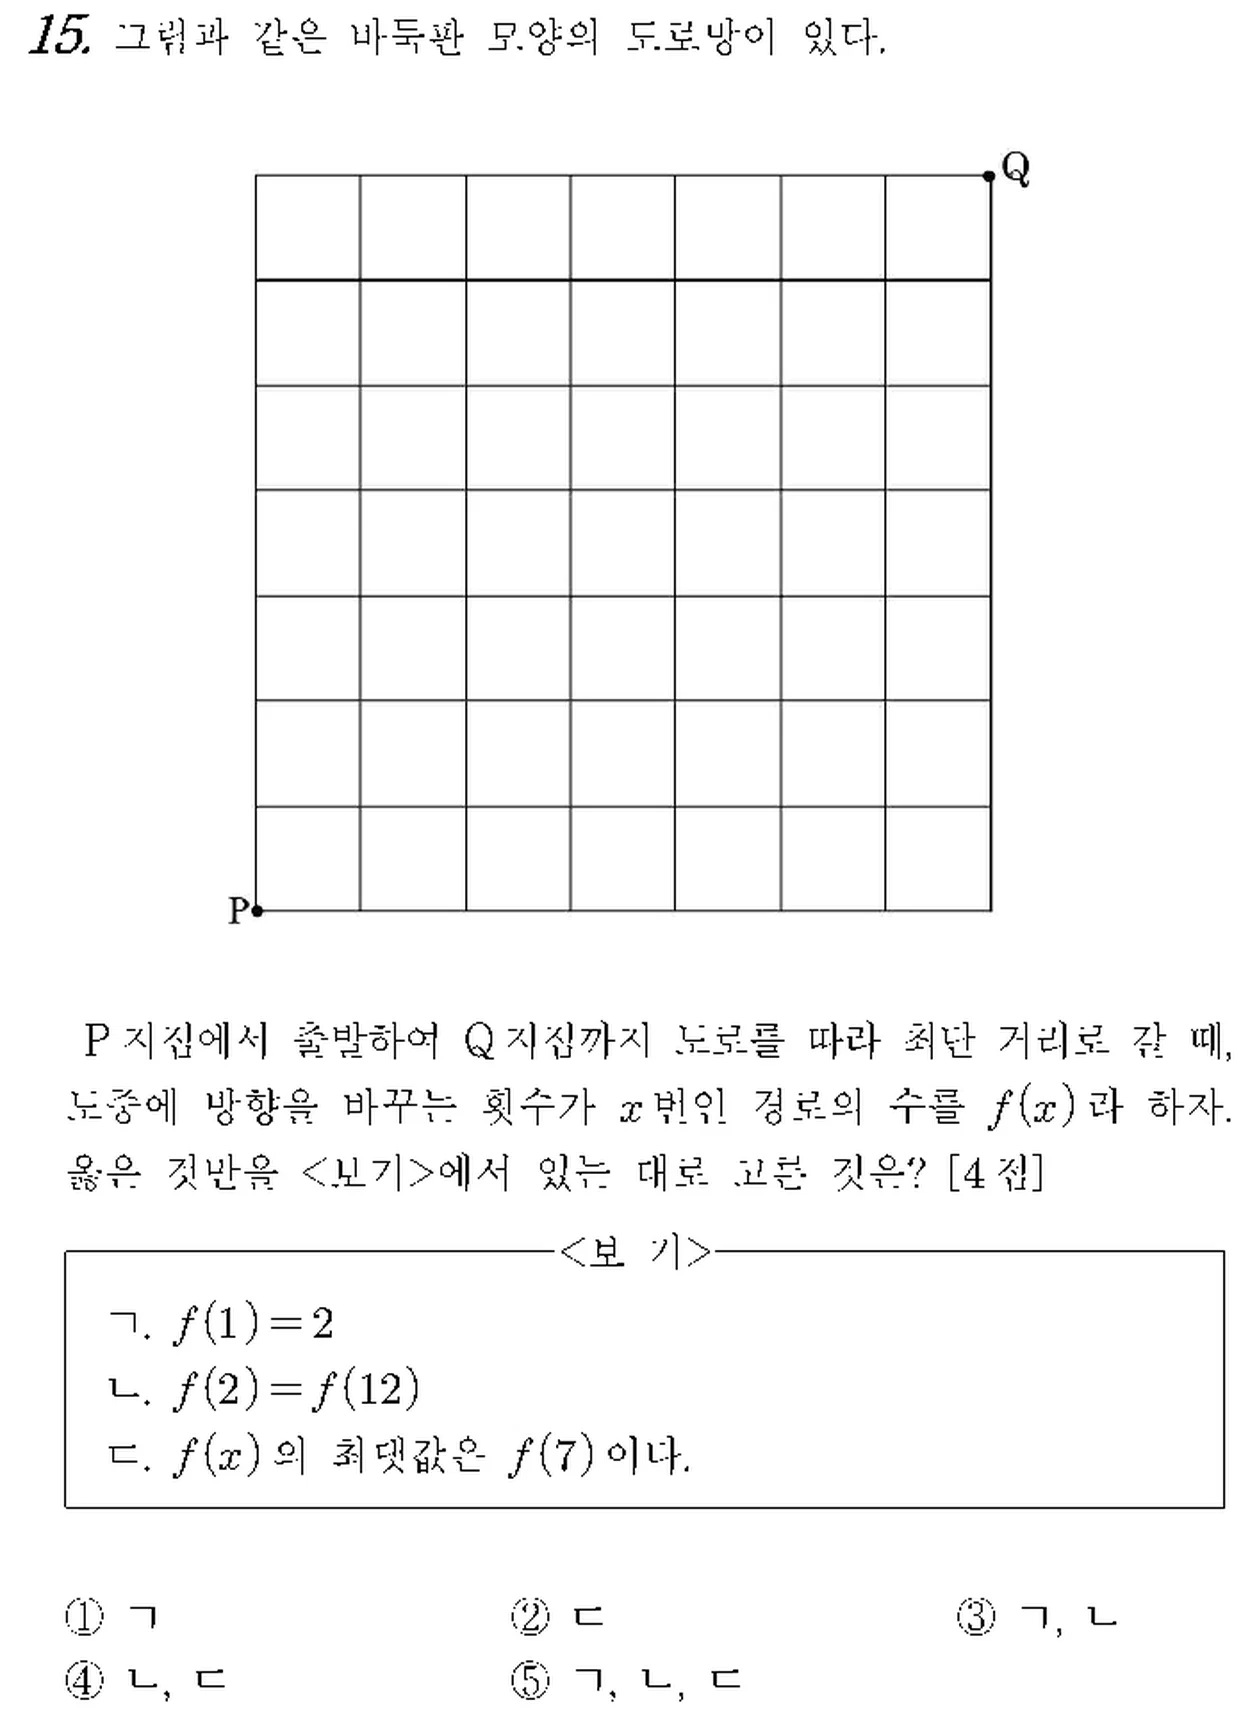 15. 그림과 같은 바둑판 모양의 도로망이 있다.
Q
P
P 지점에서 출발하여 Q 지점까지 도로를 따라 최단 거리로 갈 때,
도중에 방향을 바꾸는 횟수가 x 번인 경로의 수를 f(x) 라 하자.
옳은 것만을 <보기>에서 있는 대로 고른 것은? [4점]
<보 기>
ㄱ. f(1)=2
ㄴ. f(2)=f(12)
ㄷ. f(x) 의 최댓값은 f(7) 이다.
① ㄱ ② ㄷ ③ ㄱ, ㄴ
④ ㄴ, ㄷ ⑤ ㄱ, ㄴ, ㄷ